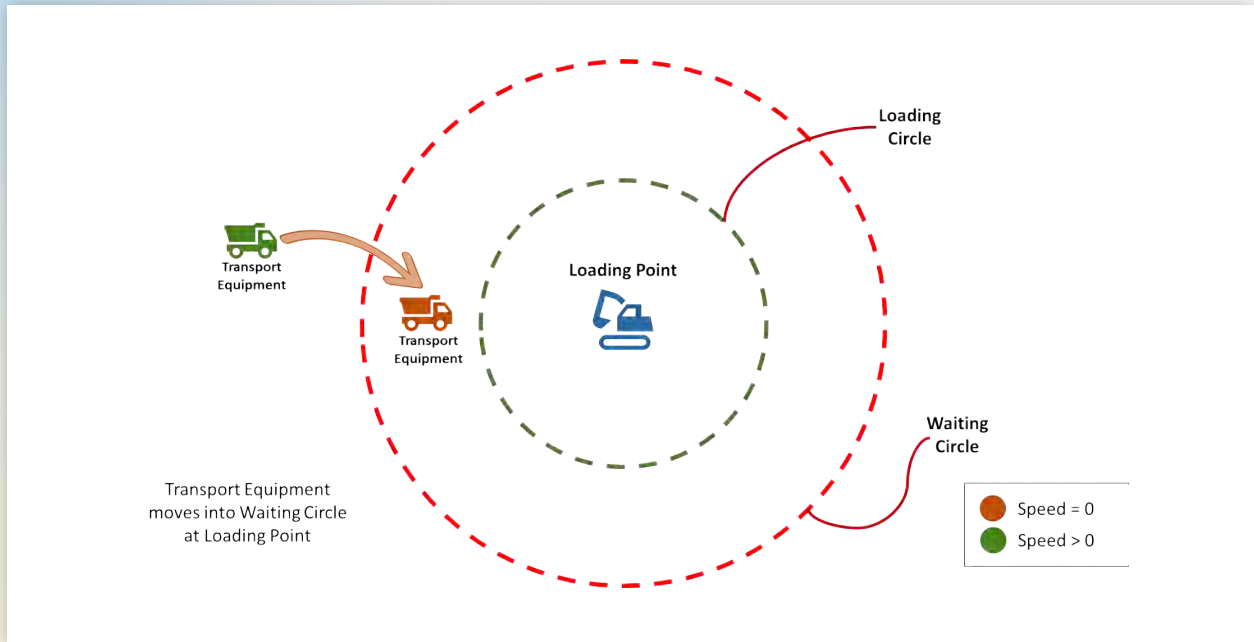 Loading
Circle
Transport
Equipment
Loading Point
Transport
Equipment
Waiting
Circle
Transport Equipment
moves into Waiting Circle
at Loading Point
Speed = 0
Speed > 0